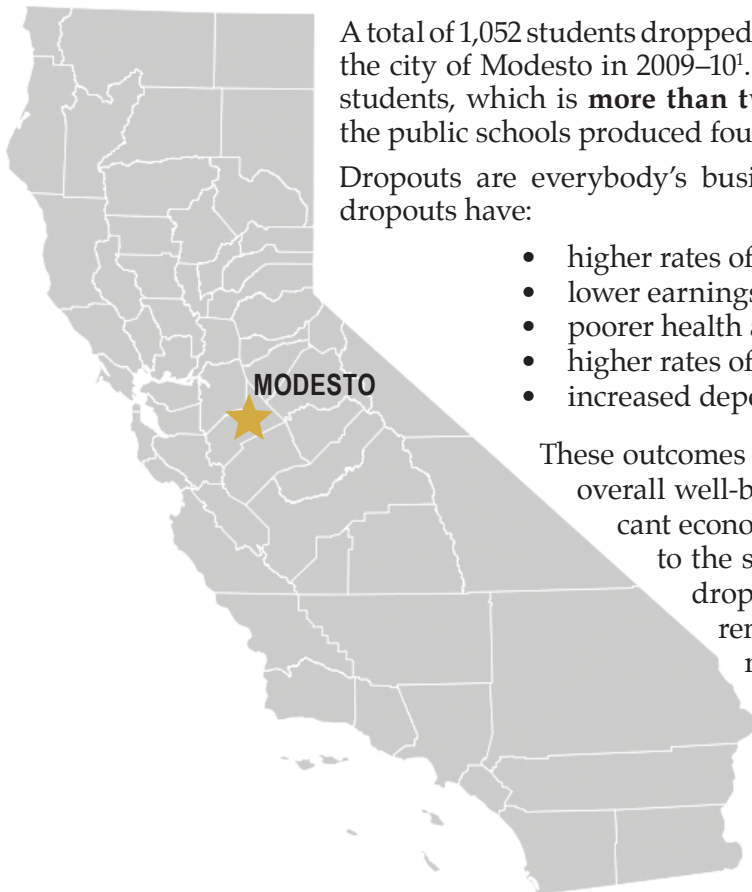 A total of 1,052 students dropped
the city of Modesto in 2009–10¹.
students, which is more than
the public schools produced fou
Dropouts are everybody's busi
dropouts have:
• higher rates of
• lower earnings
• poorer health
• higher rates of
• increased depe
MODESTO
These outcomes
overall well-b
cant econo
to the s
drop